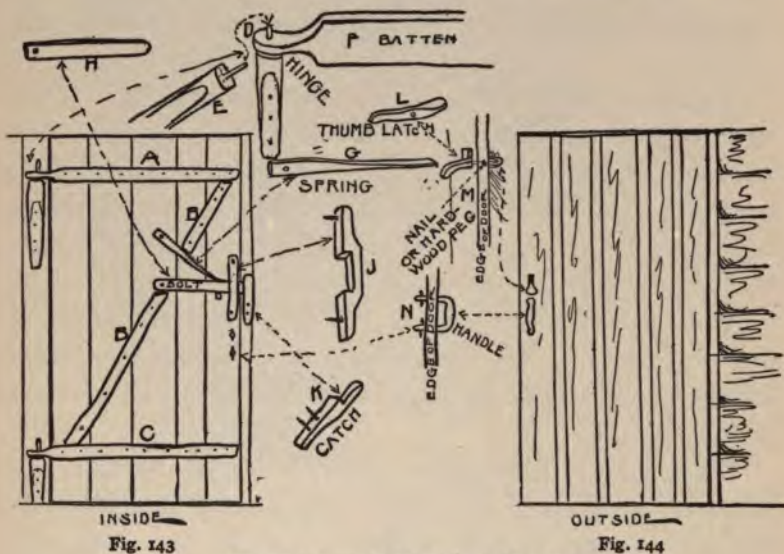 H
F BATTEN
HINGE
E
L
THUMB LATCH
G
SPRING
M
NAIL
OR HARD-
WOOD PEG
EDGE OF DOOR
A
B
BOLT
J
B
N
HANDLE
EDGE OF DOOR
K
CATCH
C
INSIDE
OUTSIDE
Fig. 143
Fig. 144